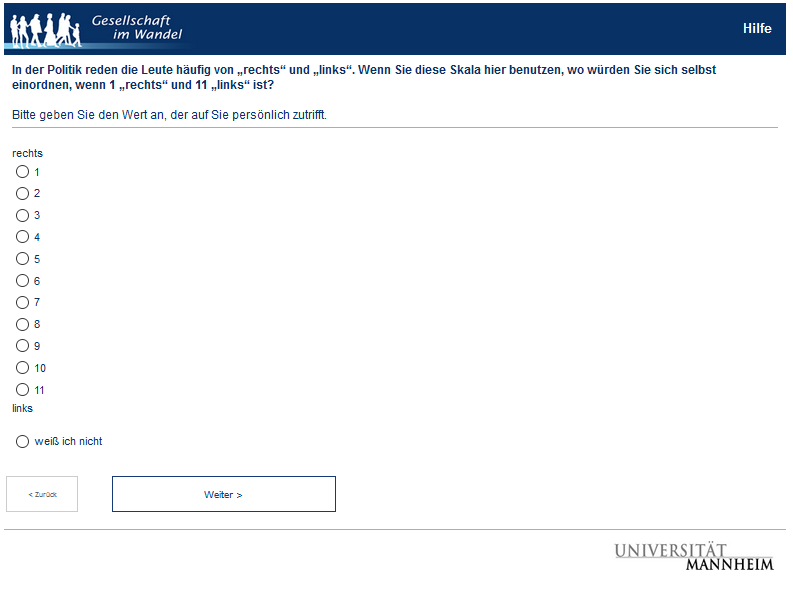 Gesellschaft
im Wandel
Hilfe
In der Politik reden die Leute häufig von „rechts“ und „links“. Wenn Sie diese Skala hier benutzen, wo würden Sie sich selbst
einordnen, wenn 1 „rechts“ und 11 „links“ ist?
Bitte geben Sie den Wert an, der auf Sie persönlich zutrifft.
rechts
1
2
3
4
5
6
7
8
9
10
11
links
weiß ich nicht
< Zurück
Weiter >
UNIVERSITÄT
MANNHEIM